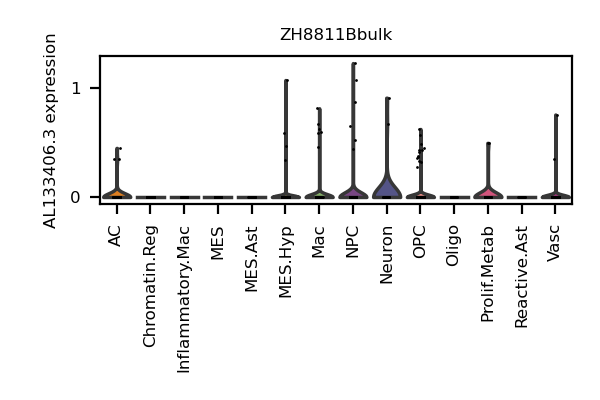 ZH8811Bbulk
AL133406.3 expression
1
0
AC
Chromatin.Reg
Inflammatory.Mac
MES
MES.Ast
MES.Hyp
Mac
NPC
Neuron
OPC
Oligo
Prolif.Metab
Reactive.Ast
Vasc